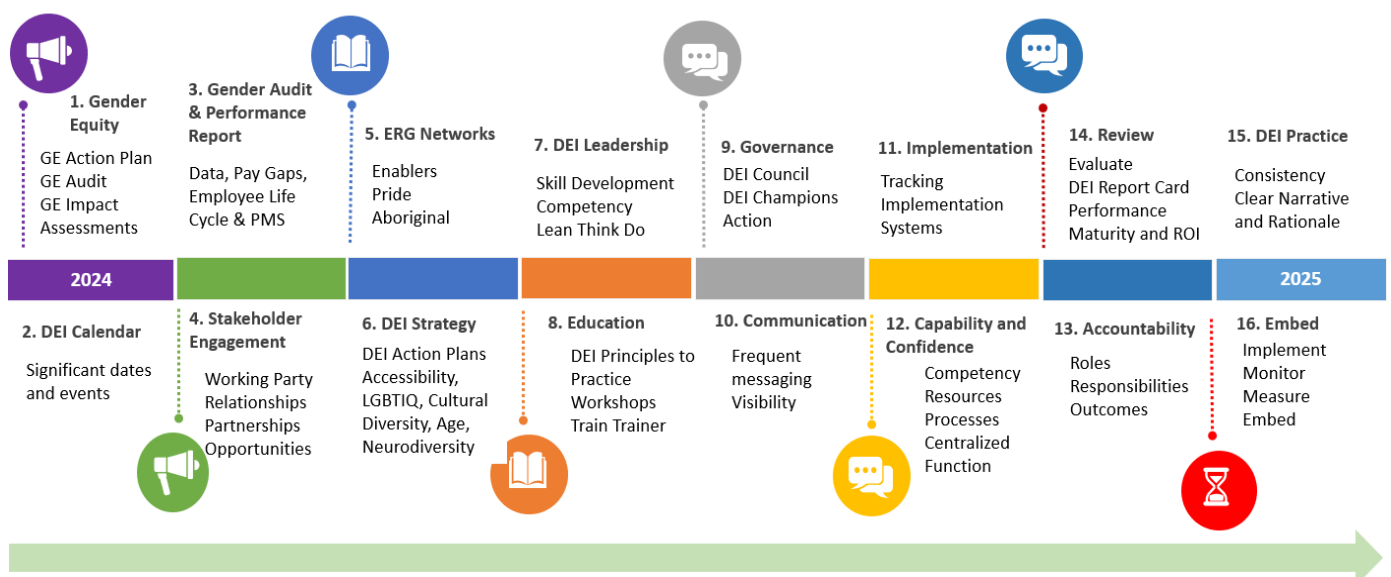 1. Gender
Equity
GE Action Plan
GE Audit
GE Impact
Assessments
3. Gender Audit
& Performance
Report
Data, Pay Gaps,
Employee Life
Cycle & PMS
5. ERG Networks
Enablers
Pride
Aboriginal
7. DEI Leadership
Skill Development
Competency
Lean Think Do
9. Governance
DEI Council
DEI Champions
Action
11. Implementation
Tracking
Implementation
Systems
14. Review
Evaluate
DEI Report Card
Performance
Maturity and ROI
15. DEI Practice
Consistency
Clear Narrative
and Rationale
2024
2025
2. DEI Calendar
Significant dates
and events
4. Stakeholder
Engagement
Working Party
Relationships
Partnerships
Opportunities
6. DEI Strategy
DEI Action Plans
Accessibility,
LGBTIQ, Cultural
Diversity, Age,
Neurodiversity
8. Education
DEI Principles to
Practice
Workshops
Train Trainer
10. Communication
Frequent
messaging
Visibility
12. Capability and
Confidence
Competency
Resources
Processes
Centralized
Function
13. Accountability
Roles
Responsibilities
Outcomes
16. Embed
Implement
Monitor
Measure
Embed